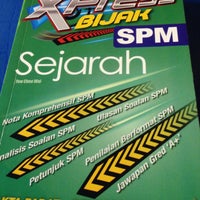 XPRESS
BIJAK
SPM
Sejarah
Nota Komprehensif SPM
Ulasan Soalan SPM
Analisis Soalan SPM
Penilaian Berformat SPM
Petunjuk SPM
Jawapan Gred 'A+'